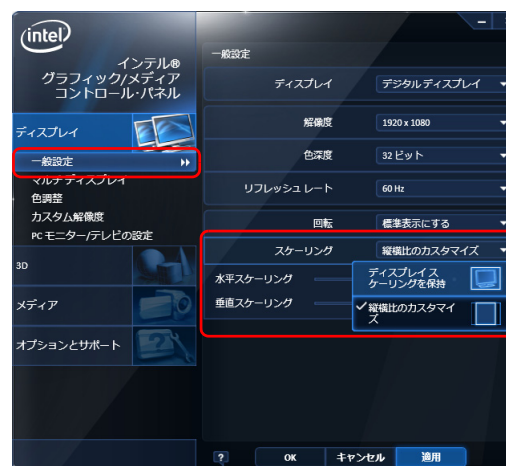 intel
インテル®
グラフィック/メディア
コントロール・パネル
ディスプレイ
一般設定
マルチ ディスプレイ
色調整
カスタム解像度
PC モニター/テレビの設定
3D
メディア
オプションとサポート
一般設定
ディスプレイ
デジタル ディスプレイ
解像度
1920 x 1080
色深度
32 ビット
リフレッシュ レート
60 Hz
回転
標準表示にする
スケーリング
縦横比のカスタマイズ
水平スケーリング
垂直スケーリング
ディスプレイ ス
ケーリングを保持
縦横比のカスタマイ
ズ
?
OK
キャンセル
適用